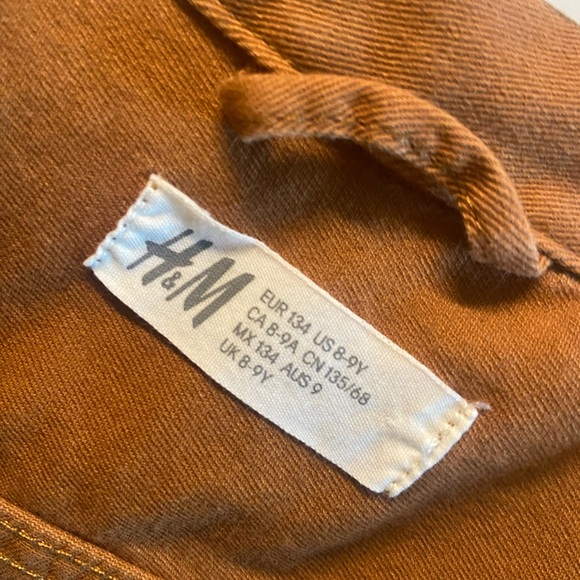 H&M
EUR 134 US 8-9Y
CA 8-9A CN 135/68
MX 134 AUS 9
UK 8-9Y